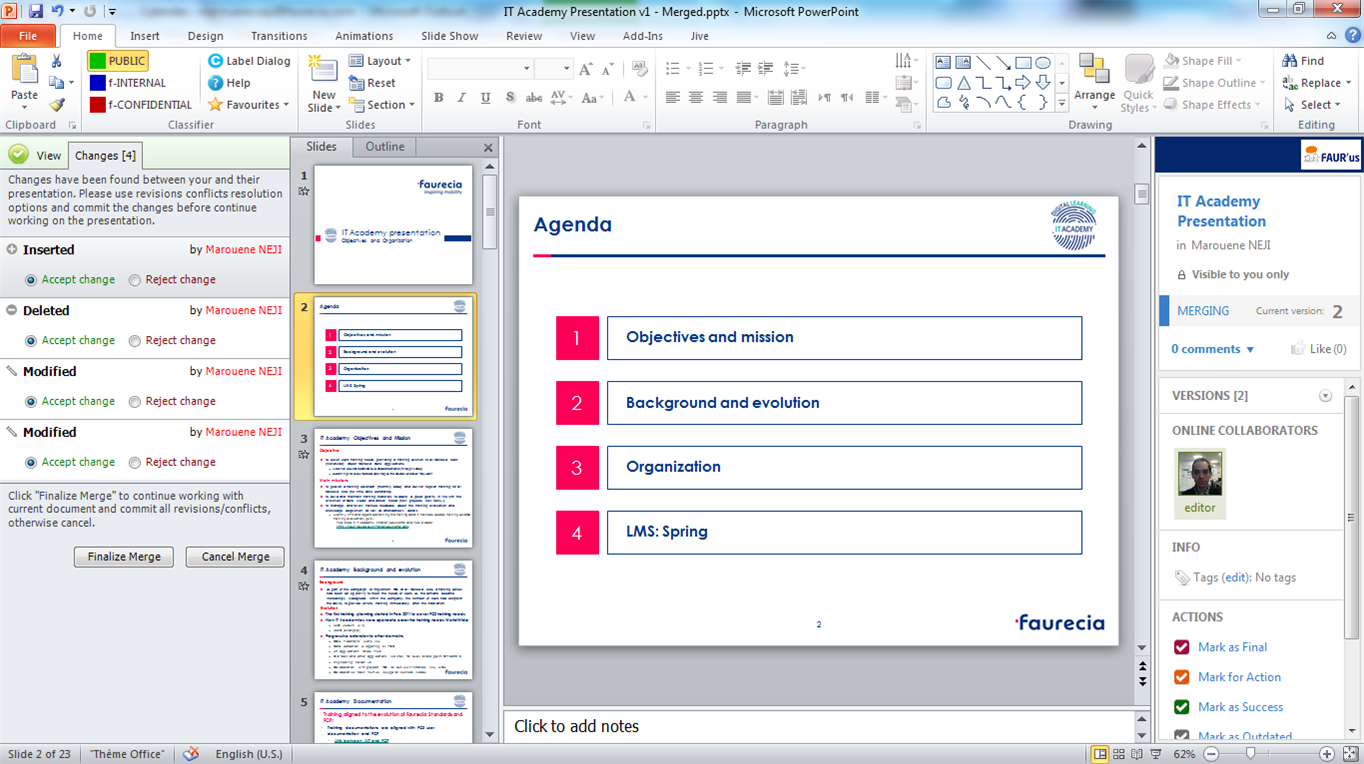 IT Academy Presentation v1 - Merged.pptx - Microsoft PowerPoint
File Home Insert Design Transitions Animations Slide Show Review View Add-Ins Jive
Paste
Clipboard
PUBLIC
f-INTERNAL
f-CONFIDENTIAL
Label Dialog
Help
Favourites
Classifier
New
Slide
Layout
Reset
Section
Slides
Font
Paragraph
Arrange
Quick
Styles
Shape Fill
Shape Outline
Shape Effects
Drawing
Find
Replace
Select
Editing
View Changes [4]
Changes have been found between your and their
presentation. Please use revisions conflicts resolution
options and commit the changes before continue
working on the presentation.
Inserted by Marouene NEJI
Accept change Reject change
Deleted by Marouene NEJI
Accept change Reject change
Modified by Marouene NEJI
Accept change Reject change
Modified by Marouene NEJI
Accept change Reject change
Click "Finalize Merge" to continue working with
current document and commit all revisions/conflicts,
otherwise cancel.
Finalize Merge Cancel Merge
Slides Outline
1
faurecia
inspiring mobility
IT Academy presentation
Objectives and Organization
2
Agenda
1 Objectives and mission
2 Background and evolution
3 Organization
4 LMS: Spring
faurecia
3
IT Academy Objectives and Mission
faurecia
4
IT Academy Background and evolution
Background
faurecia
5
IT Academy Documentation
Training aligned to the evolution of Faurecia Standards and
Agenda
DIGITAL LEARNING
IT ACADEMY
1 Objectives and mission
2 Background and evolution
3 Organization
4 LMS: Spring
2
faurecia
Click to add notes
FAUR'us
IT Academy
Presentation
in Marouene NEJI
Visible to you only
MERGING Current version: 2
0 comments Like (0)
VERSIONS [2]
ONLINE COLLABORATORS
editor
INFO
Tags (edit): No tags
ACTIONS
Mark as Final
Mark for Action
Mark as Success
Mark as Outdated
Slide 2 of 23 "Thème Office" English (U.S.) 62%